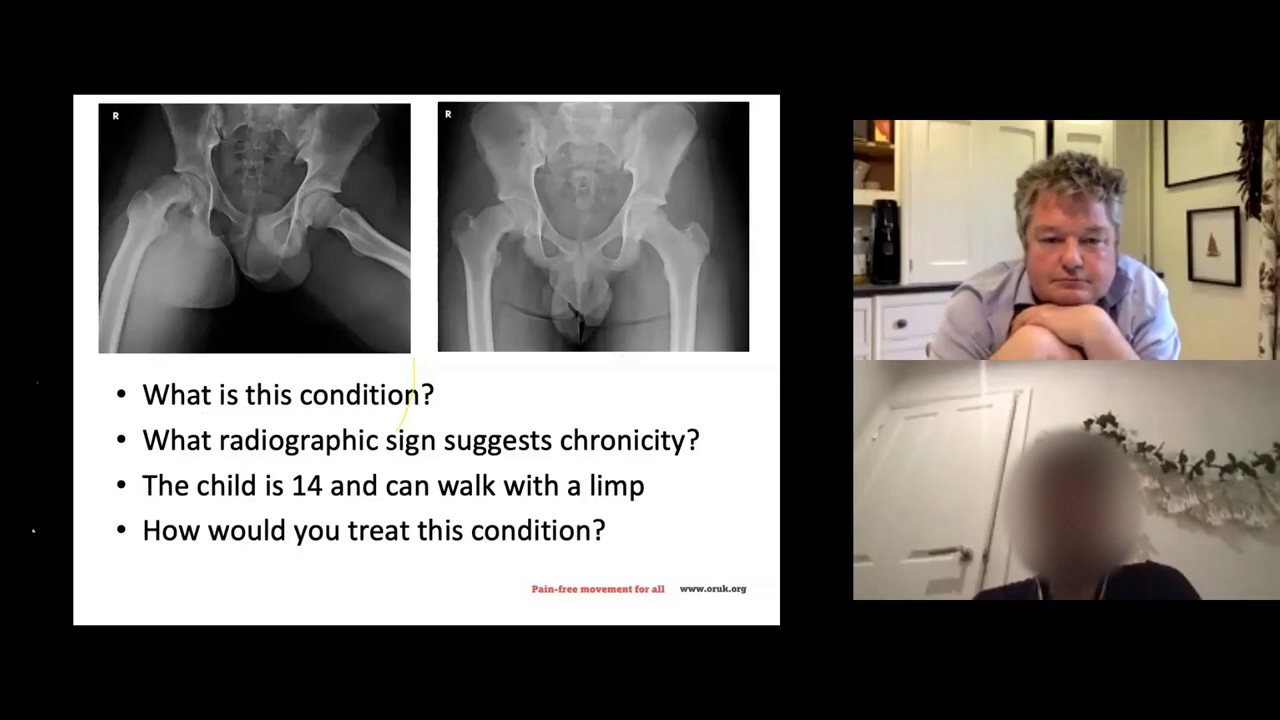 R
R
• What is this condition?
• What radiographic sign suggests chronicity?
• The child is 14 and can walk with a limp
• How would you treat this condition?
Pain-free movement for all www.oruk.org